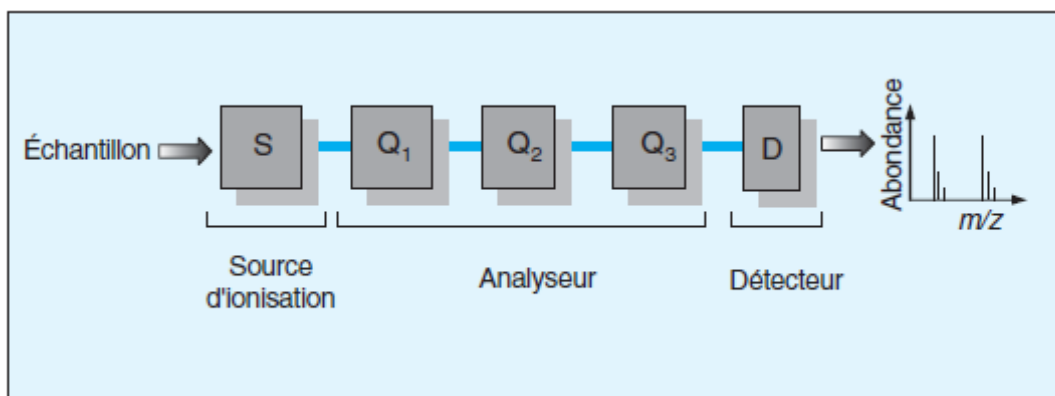 Échantillon
S
Q1
Q2
Q3
D
Abondance
m/z
Source
d'ionisation
Analyseur
Détecteur